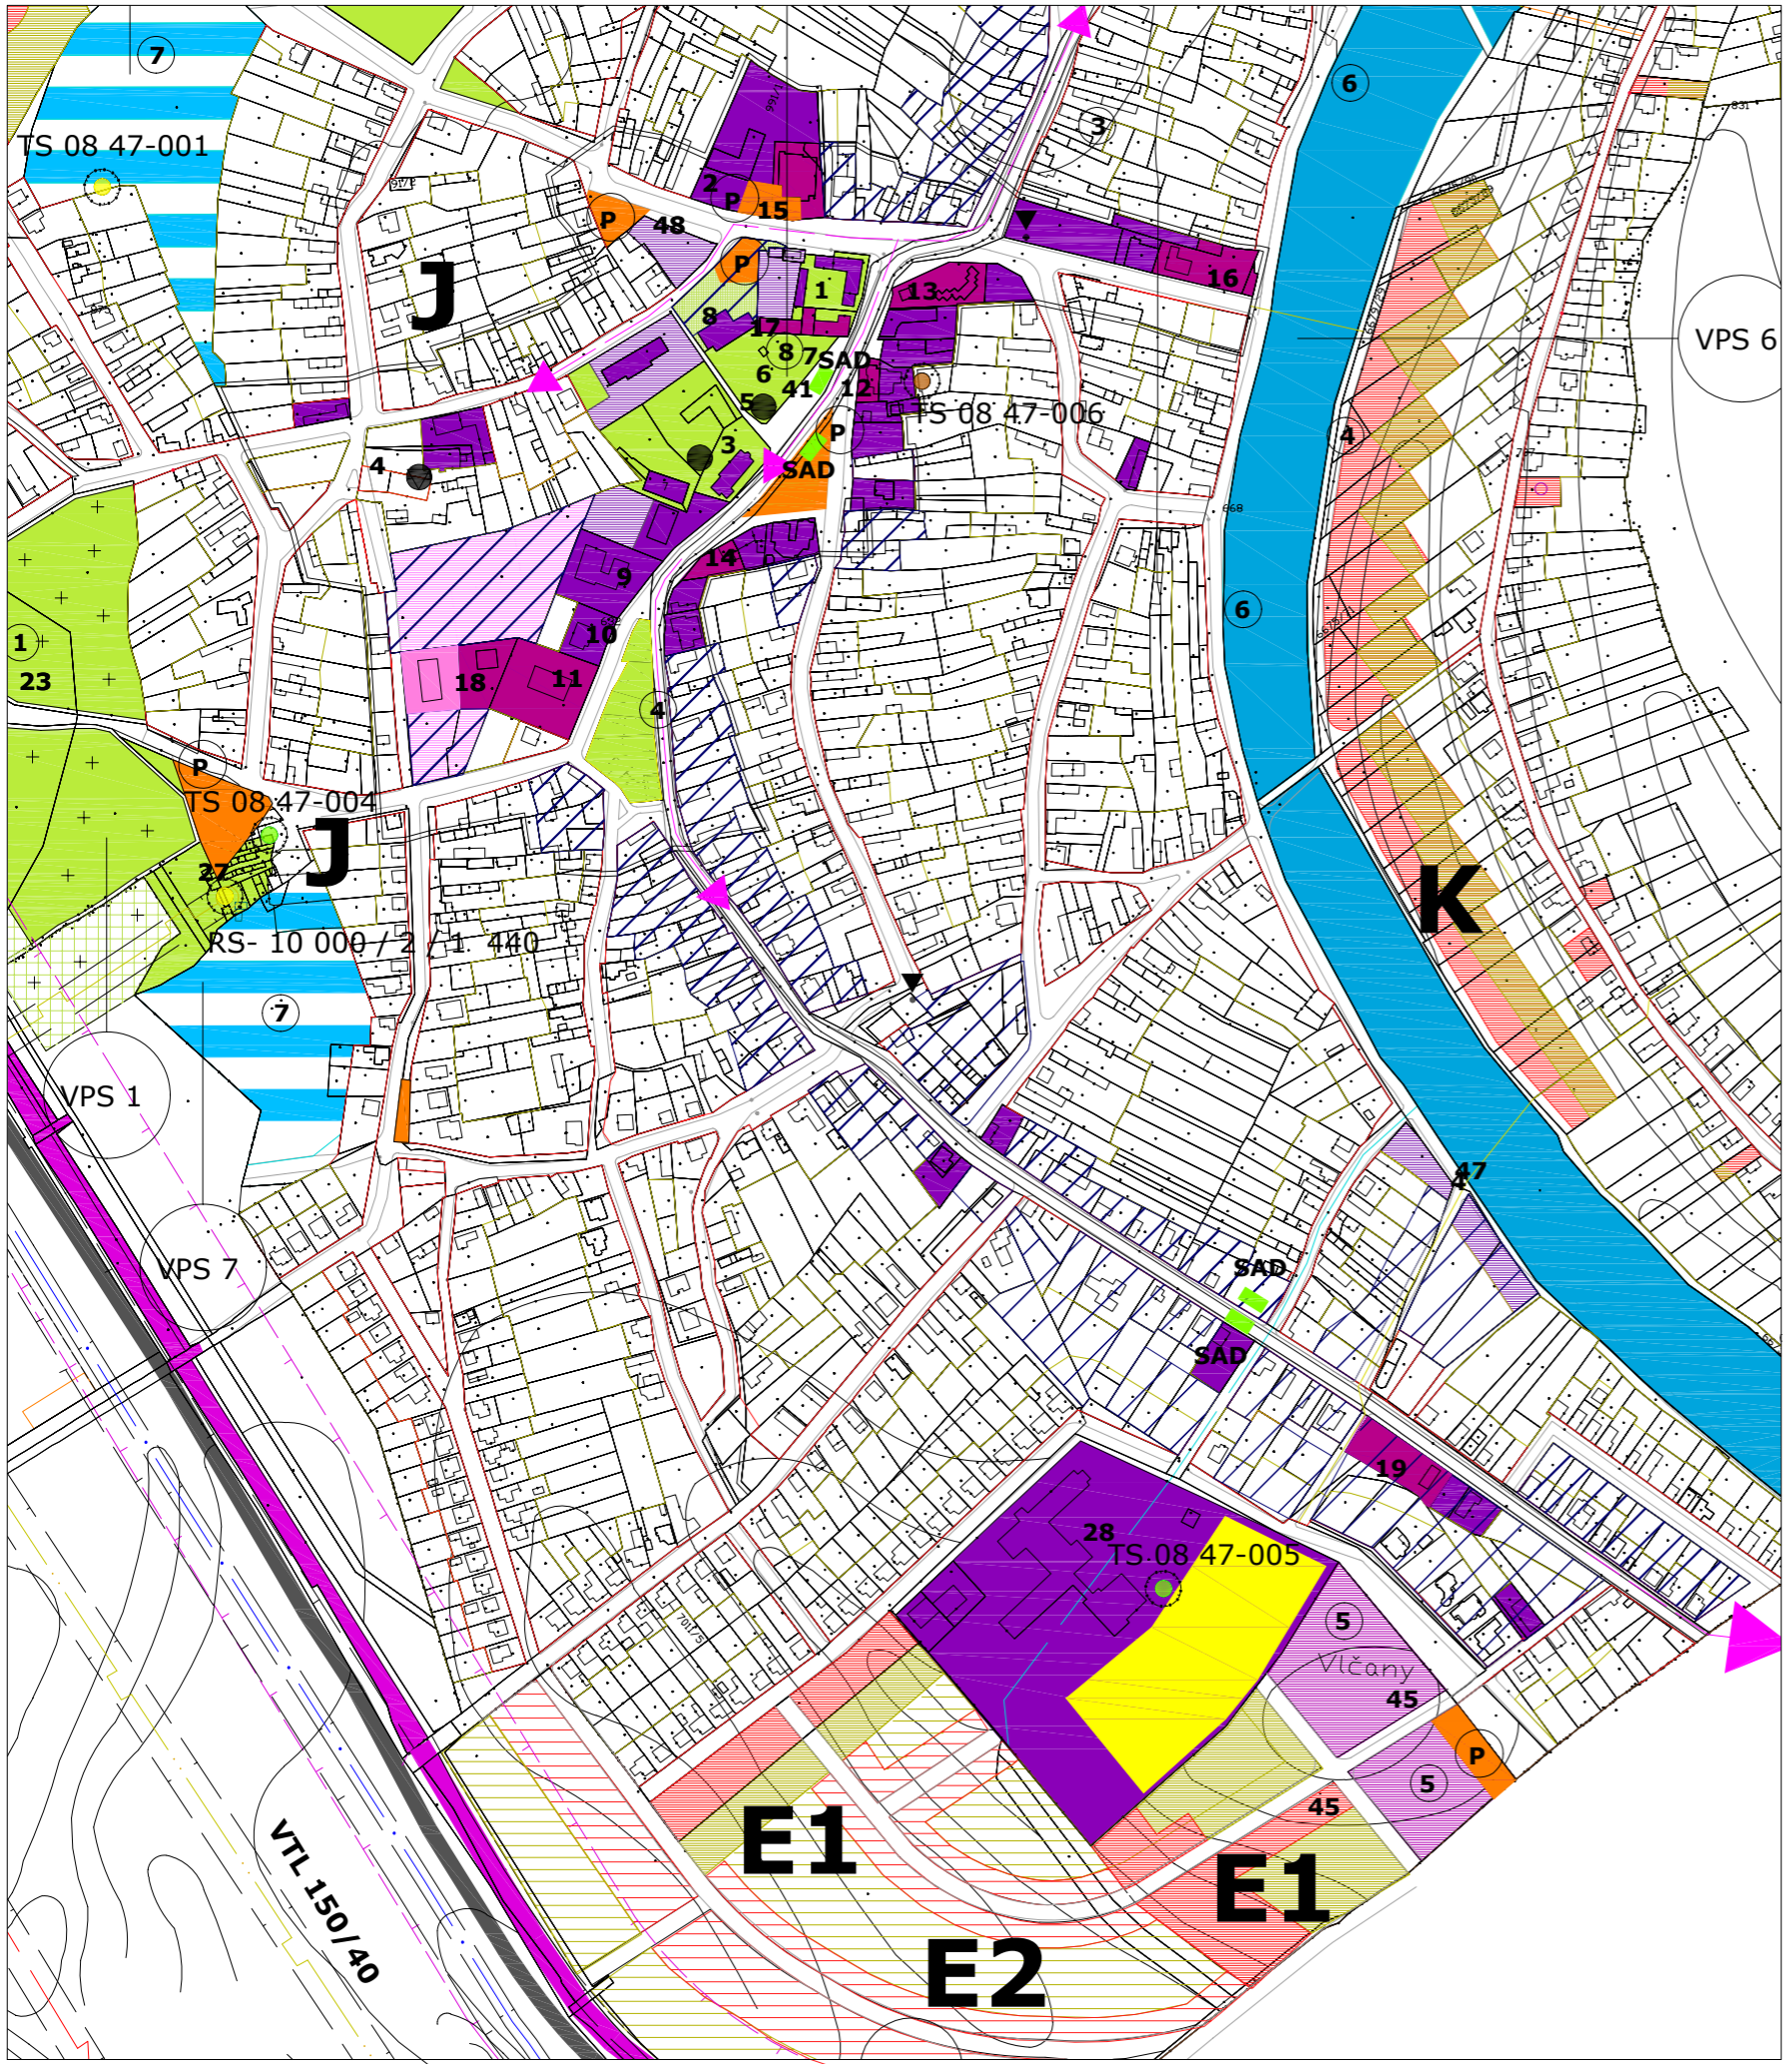 7
6
3
TS 08 47-001
2
P
15
P
48
J
P
1
13
16
VPS 6
8
17
8
7
SAD
6
41
12
5
TS 08 47-006
P
4
3
4
SAD
668
14
9
6
10
1
23
18
11
4
P
TS 08 47-004
J
27
K
RS- 10 000 / 2 / 1 440
7
VPS 1
47
4
VPS 7
SAD
SAD
19
28
TS 08 47-005
5
Vlčany
45
P
5
45
E1
E1
VTL 150/40
E2